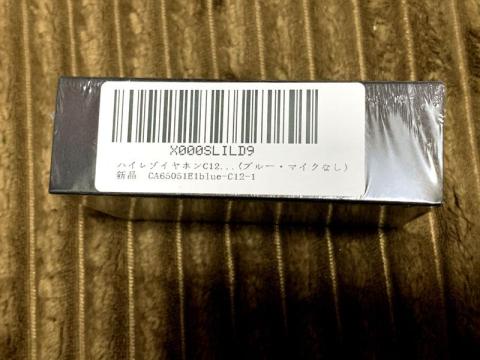 X000SLILD9
ハイレゾイヤホンC12...(ブルー・マイクなし)
新品 CA65051E1blue-C12-1